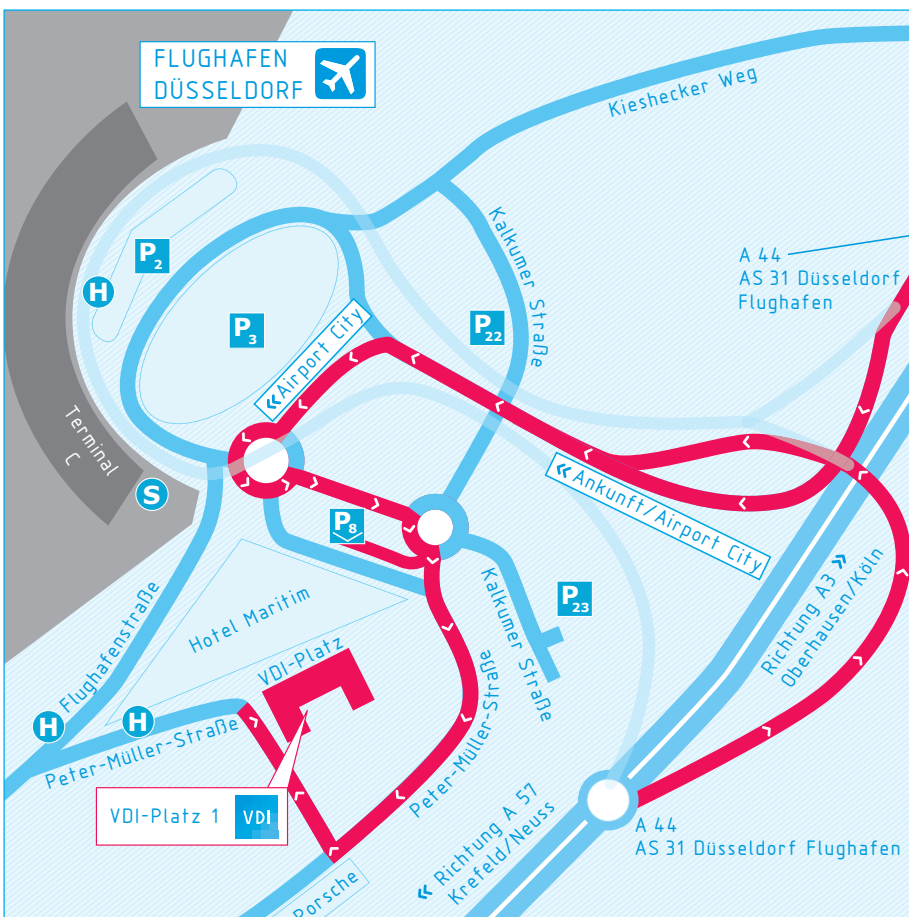 FLUGHAFEN
DÜSSELDORF
Kieshecker Weg
P2
H
Kalkumer Straße
A 44
AS 31 Düsseldorf
Flughafen
P3
P22
« Airport City
Terminal
C
S
« Ankunft/Airport City
P8
Richtung A3 »
Oberhausen/Köln
Hotel Maritim
Kalkumer Straße
P23
Flughafenstraße
VDI-Platz
Peter-Müller-Straße
H
H
Peter-Müller-Straße
VDI-Platz 1 VDI
« Richtung A 57
Krefeld/Neuss
A 44
AS 31 Düsseldorf Flughafen
Porsche